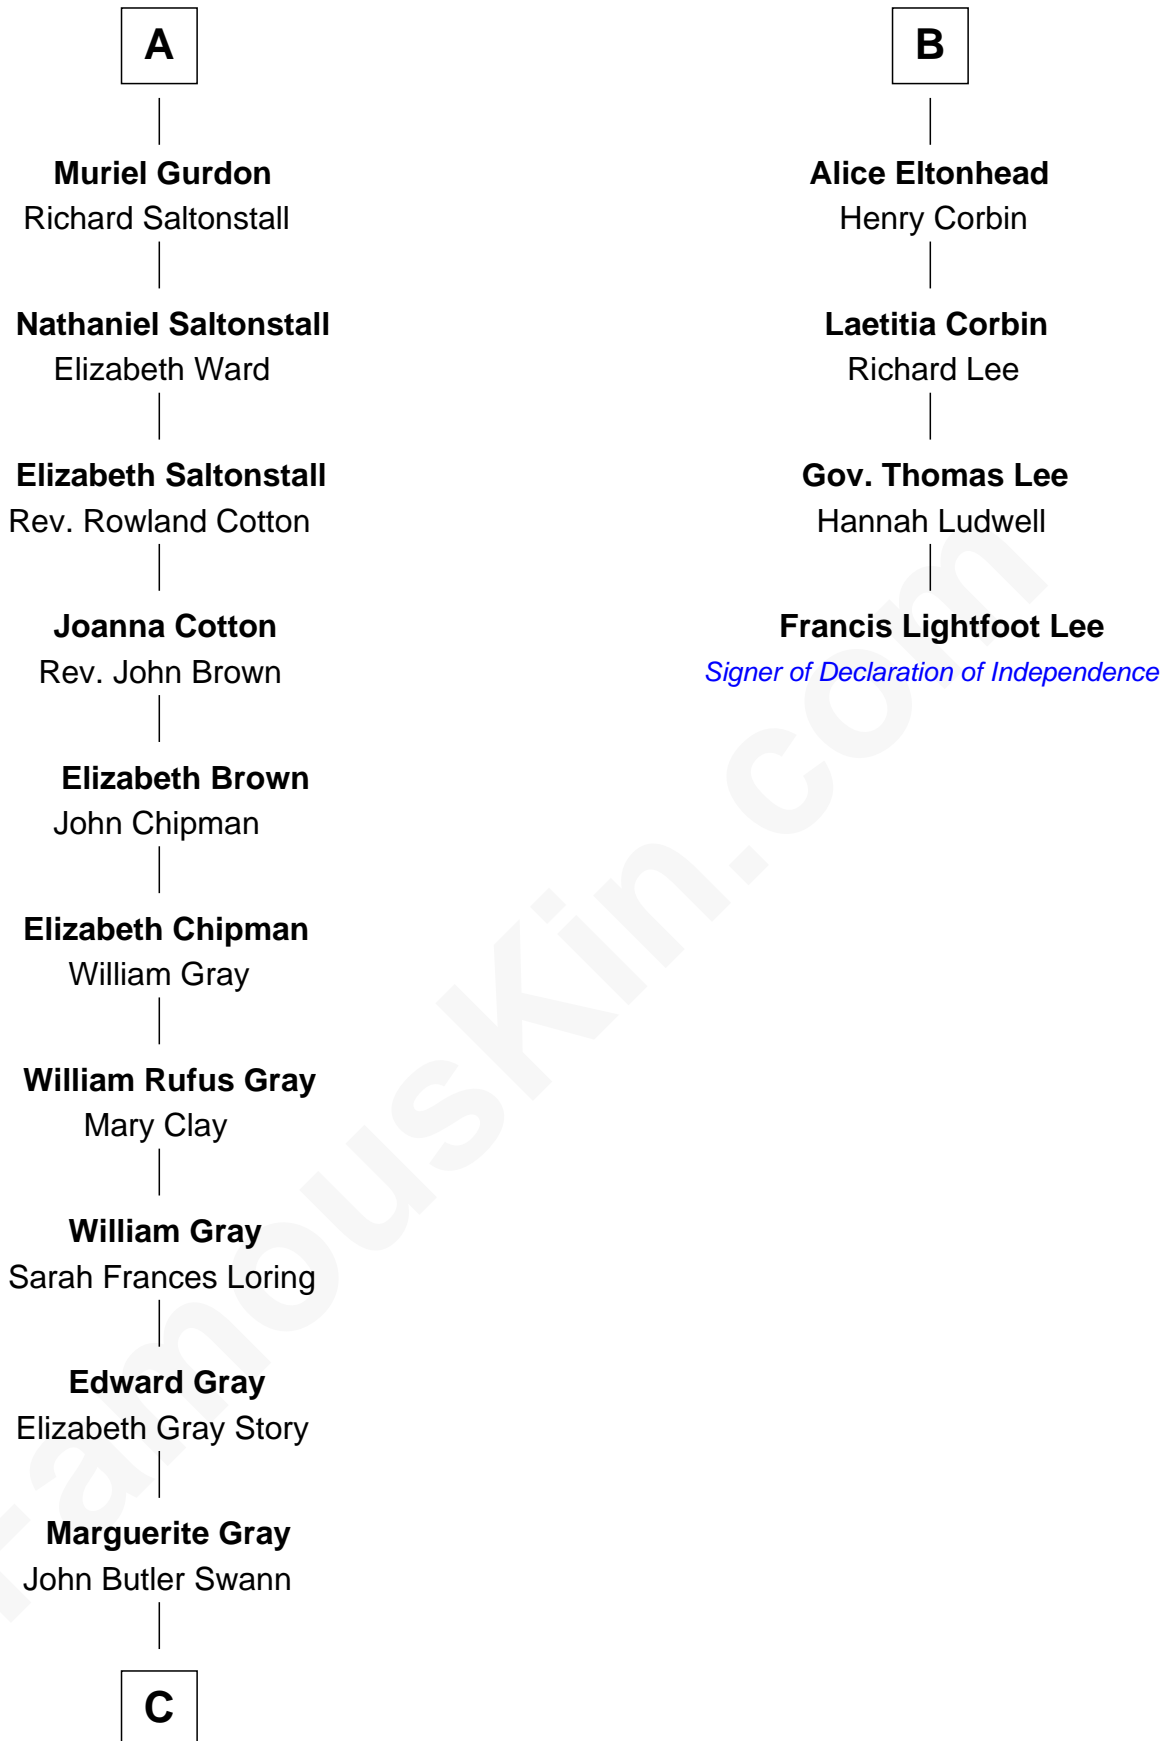 A
Muriel Gurdon
Richard Saltonstall
Nathaniel Saltonstall
Elizabeth Ward
Elizabeth Saltonstall
Rev. Rowland Cotton
Joanna Cotton
Rev. John Brown
Elizabeth Brown
John Chipman
Elizabeth Chipman
William Gray
William Rufus Gray
Mary Clay
William Gray
Sarah Frances Loring
Edward Gray
Elizabeth Gray Story
Marguerite Gray
John Butler Swann
C
B
Alice Eltonhead
Henry Corbin
Laetitia Corbin
Richard Lee
Gov. Thomas Lee
Hannah Ludwell
Francis Lightfoot Lee
Signer of Declaration of Independence
FamousKin.com